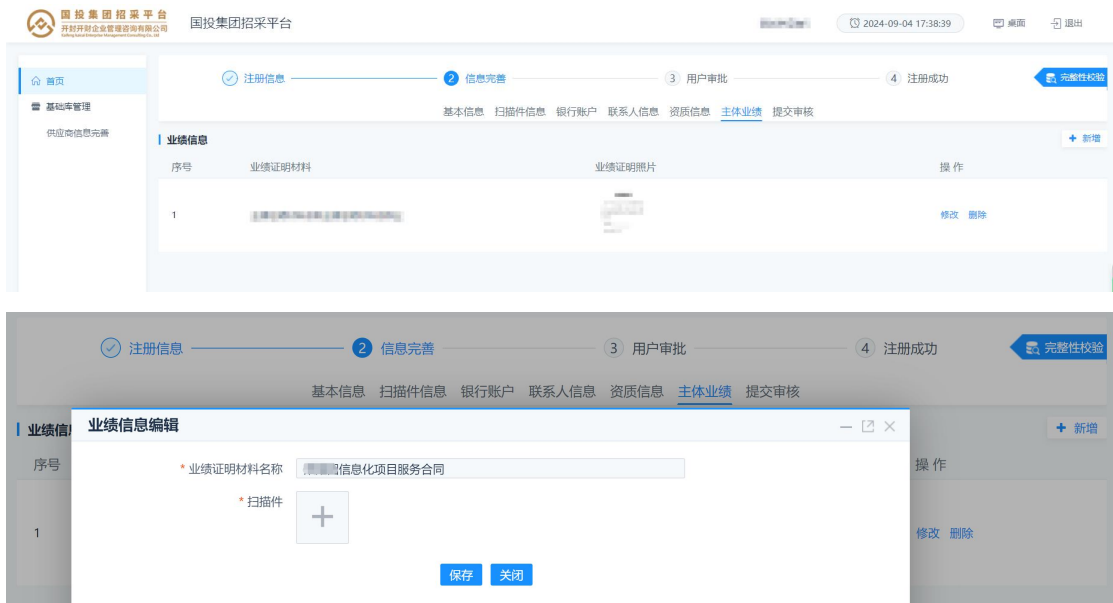 国投集团招采平台
开封开财企业管理咨询有限公司
国投集团招采平台
2024-09-04 17:38:39
桌面
退出
首页
基础库管理
供应商信息完善
注册信息
2 信息完善
3 用户审批
4 注册成功
完整性校验
基本信息 扫描件信息 银行账户 联系人信息 资质信息 主体业绩 提交审核
业绩信息
+ 新增
序号 业绩证明材料 业绩证明照片 操作
1 修改 删除
注册信息
2 信息完善
3 用户审批
4 注册成功
完整性校验
基本信息 扫描件信息 银行账户 联系人信息 资质信息 主体业绩 提交审核
业绩信息编辑
业绩信
+ 新增
序号 操作
* 业绩证明材料名称 信息化项目服务合同
* 扫描件
1 修改 删除
保存 关闭